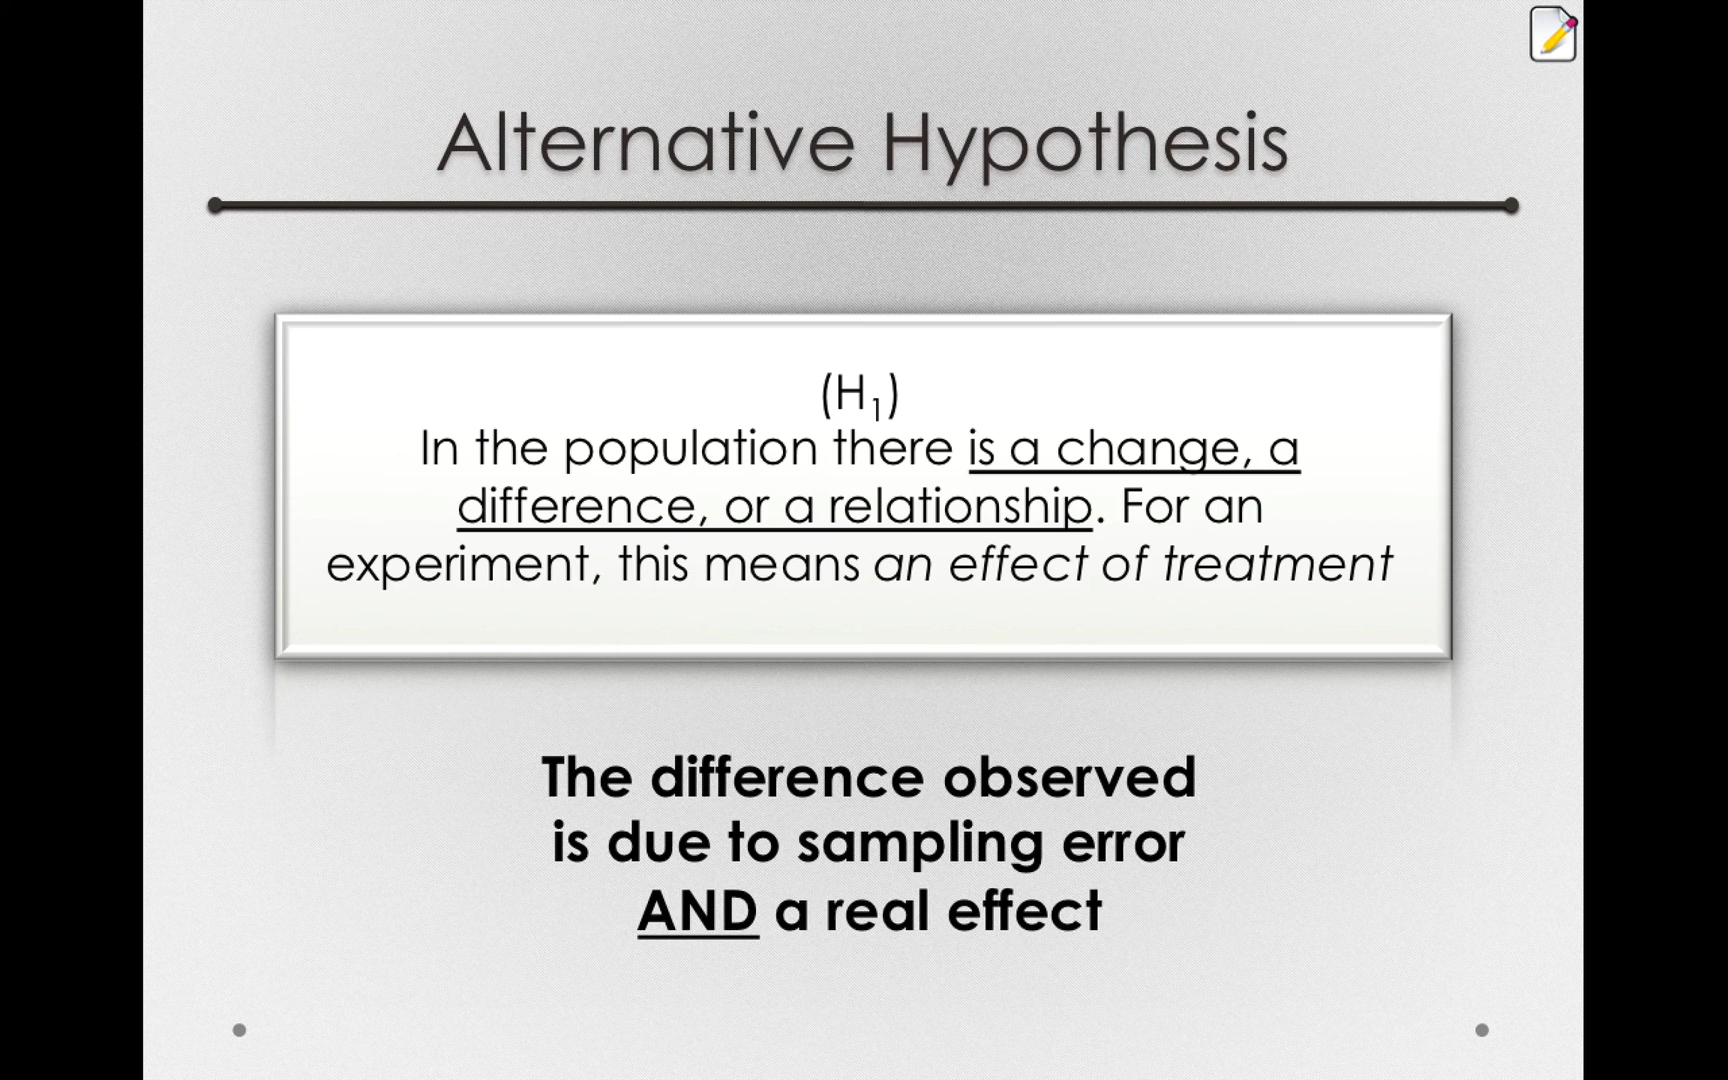 Alternative Hypothesis
(H₁)
In the population there is a change, a
difference, or a relationship. For an
experiment, this means an effect of treatment
The difference observed
is due to sampling error
AND a real effect